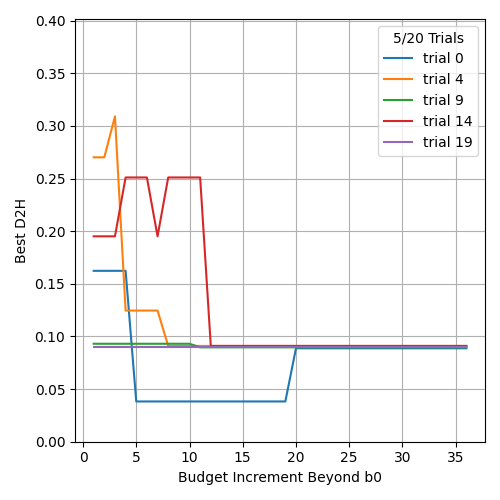 0.40
0.35
0.30
0.25
0.20
0.15
0.10
0.05
0.00
Best D2H
5/20 Trials
trial 0
trial 4
trial 9
trial 14
trial 19
0 5 10 15 20 25 30 35
Budget Increment Beyond b0